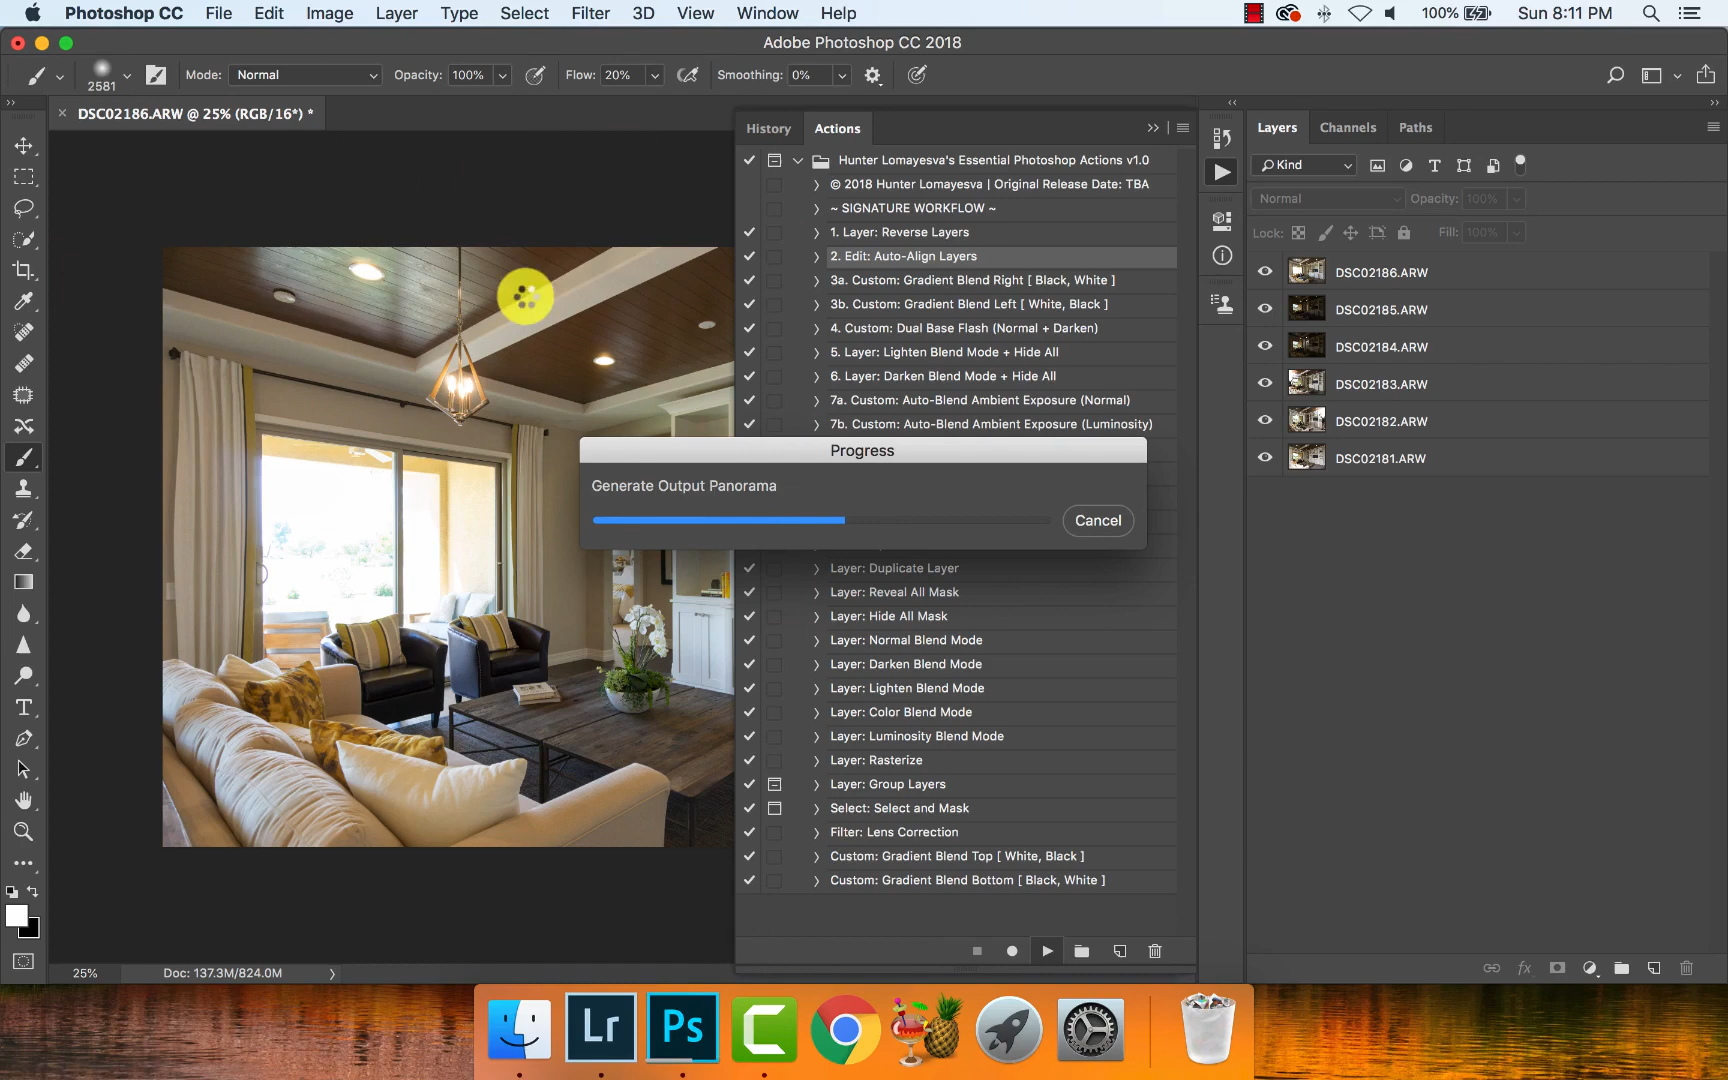 Photoshop CC File Edit Image Layer Type Select Filter 3D View Window Help 100% Sun 8:11 PM
Adobe Photoshop CC 2018
2581 Mode: Normal Opacity: 100% Flow: 20% Smoothing: 0%
DSC02186.ARW @ 25% (RGB/16*) *
History Actions
Hunter Lomayesva's Essential Photoshop Actions v1.0
© 2018 Hunter Lomayesva | Original Release Date: TBA
~ SIGNATURE WORKFLOW ~
1. Layer: Reverse Layers
2. Edit: Auto-Align Layers
3a. Custom: Gradient Blend Right [ Black, White ]
3b. Custom: Gradient Blend Left [ White, Black ]
4. Custom: Dual Base Flash (Normal + Darken)
5. Layer: Lighten Blend Mode + Hide All
6. Layer: Darken Blend Mode + Hide All
7a. Custom: Auto-Blend Ambient Exposure (Normal)
7b. Custom: Auto-Blend Ambient Exposure (Luminosity)
Progress
Generate Output Panorama
Cancel
Layer: Duplicate Layer
Layer: Reveal All Mask
Layer: Hide All Mask
Layer: Normal Blend Mode
Layer: Darken Blend Mode
Layer: Lighten Blend Mode
Layer: Color Blend Mode
Layer: Luminosity Blend Mode
Layer: Rasterize
Layer: Group Layers
Select: Select and Mask
Filter: Lens Correction
Custom: Gradient Blend Top [ White, Black ]
Custom: Gradient Blend Bottom [ Black, White ]
Layers Channels Paths
Kind
Normal Opacity: 100%
Lock: Fill: 100%
DSC02186.ARW
DSC02185.ARW
DSC02184.ARW
DSC02183.ARW
DSC02182.ARW
DSC02181.ARW
fx
25% Doc: 137.3M/824.0M
Lr Ps